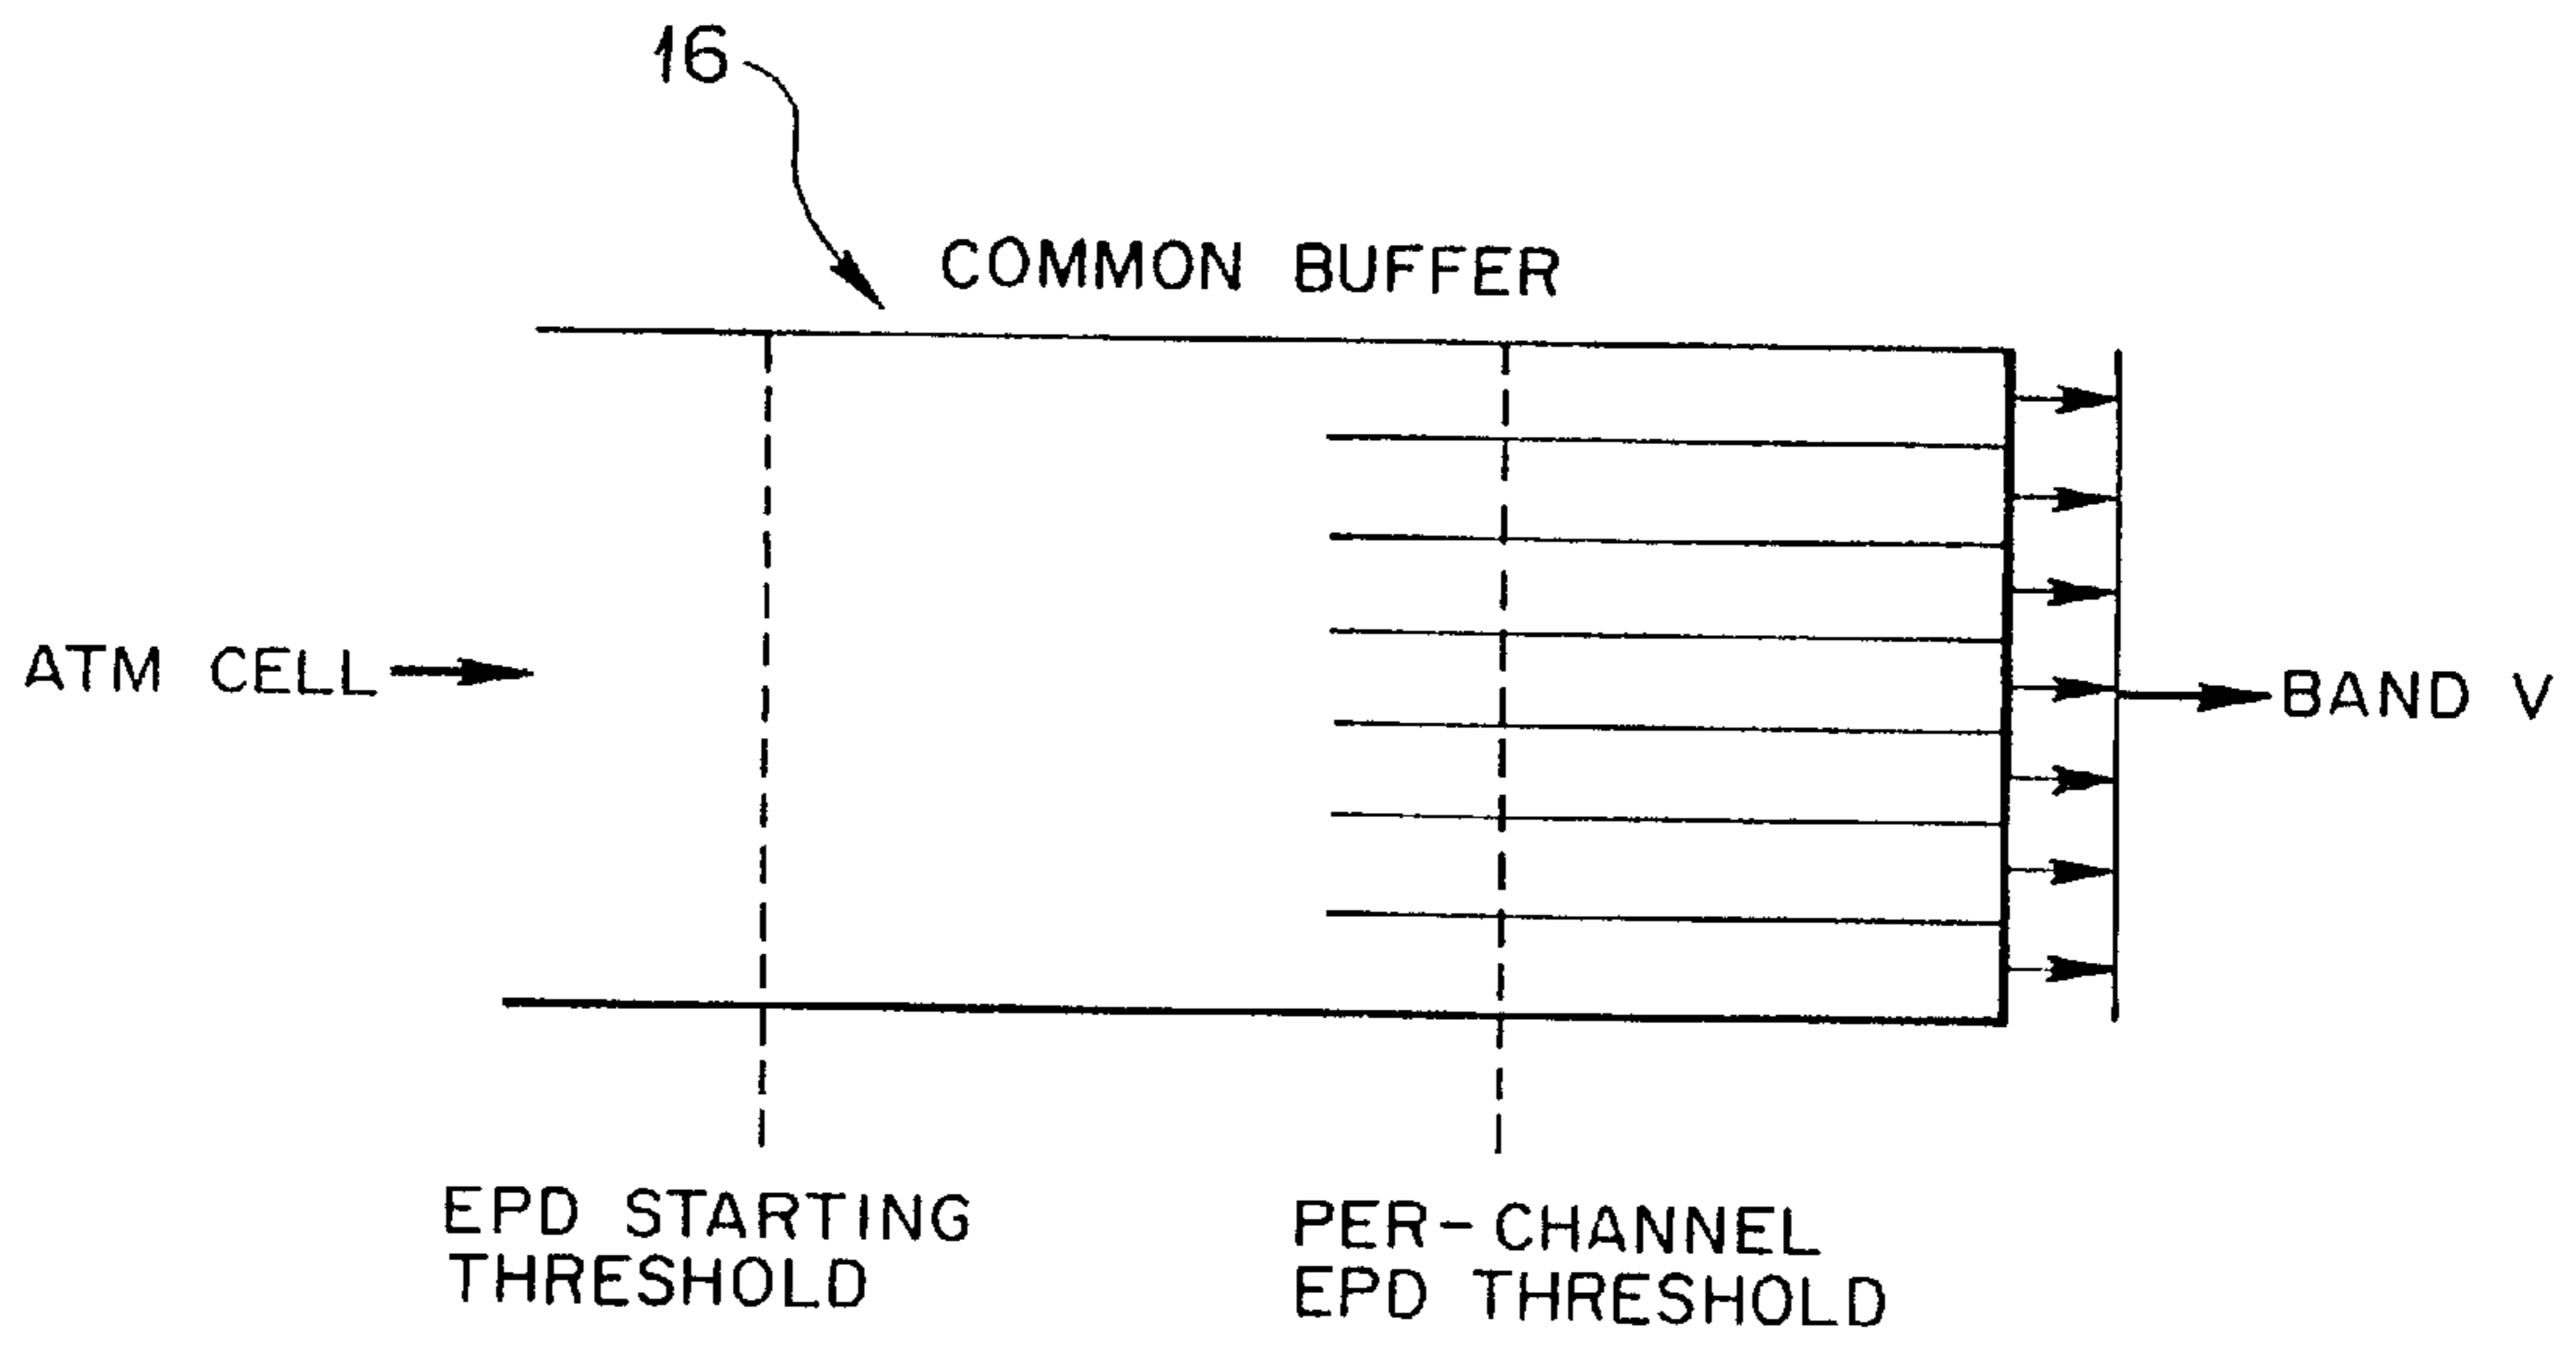 16
COMMON BUFFER
ATM CELL
BAND V
EPD STARTING
THRESHOLD
PER-CHANNEL
EPD THRESHOLD